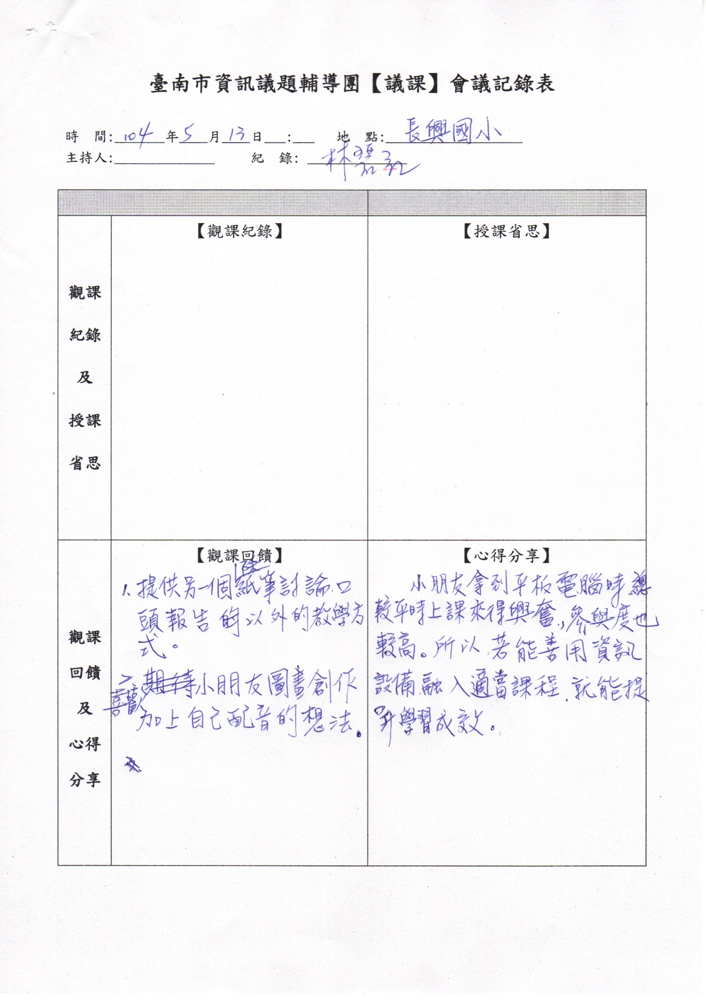 臺南市資訊議題輔導團【議課】會議記錄表
時 間:104年5月13日 : 地 點:長興國小
主持人: 紀 錄:林碧
【觀課紀錄】 【授課省思】
觀課
紀錄
及
授課
省思
【觀課回饋】
除
1.提供另一個紙筆討論、口
頭報告的以外的教學方
式。
2.期待小朋友圖畫創作
喜歡
加上自己配音的想法。
【心得分享】
小朋友拿到平板電腦時總
較平時上課來得興奮,參與度也
較高。所以若能善用資訊
設備融入適當課程,就能提
升學習成效。
觀課
回饋
及
心得
分享